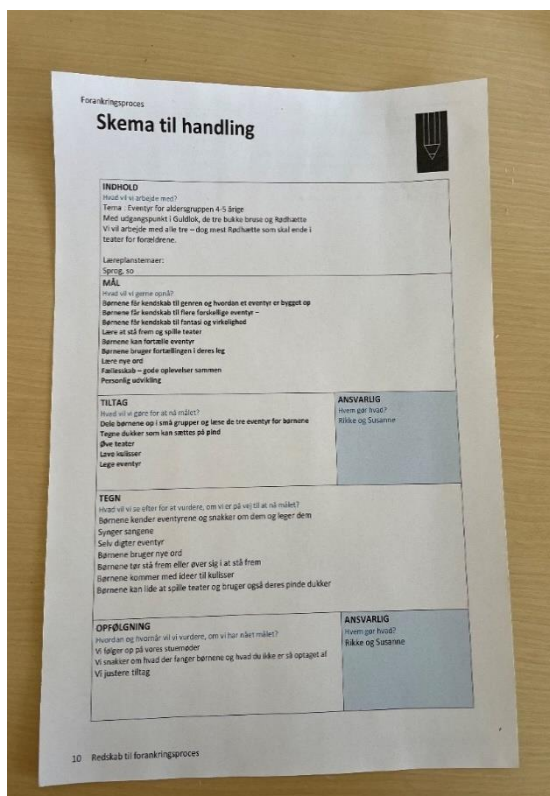 Forankringsproces
Skema til handling
INDHOLD
Hvad vil vi arbejde med?
Tema : Eventyr for aldersgruppen 4-5 årige
Med udgangspunkt i Guldlok, de tre bukke bruse og Rødhætte
Vi vil arbejde med alle tre – dog mest Rødhætte som skal ende i
teater for forældrene.
Læreplanstemaer:
Sprog, so
MÅL
Hvad vil vi gerne opnå?
Børnene får kendskab til genren og hvordan et eventyr er bygget op
Børnene får kendskab til flere forskellige eventyr –
Børnene får kendskab til fantasi og virkelighed
Lære at stå frem og spille teater
Børnene kan fortælle eventyr
Børnene bruger fortællingen i deres leg
Lære nye ord
Fællesskab – gode oplevelser sammen
Personlig udvikling
TILTAG
Hvad vil vi gøre for at nå målet?
Dele børnene op i små grupper og læse de tre eventyr for børnene
Tegne dukker som kan sættes på pind
Øve teater
Lave kulisser
Lege eventyr
ANSVARLIG
Hvem gør hvad?
Rikke og Susanne
TEGN
Hvad vil vi se efter for at vurdere, om vi er på vej til at nå målet?
Børnene kender eventyrene og snakker om dem og leger dem
Synger sangene
Selv digter eventyr
Børnene bruger nye ord
Børnene tør stå frem eller øver sig i at stå frem
Børnene kommer med ideer til kulisser
Børnene kan lide at spille teater og bruger også deres pinde dukker
OPFØLGNING
Hvordan og hvornår vil vi vurdere, om vi har nået målet?
Vi følger op på vores stuemøder
Vi snakker om hvad der fanger børnene og hvad du ikke er så optaget af
Vi justere tiltag
ANSVARLIG
Hvem gør hvad?
Rikke og Susanne
10 Redskab til forankringsproces